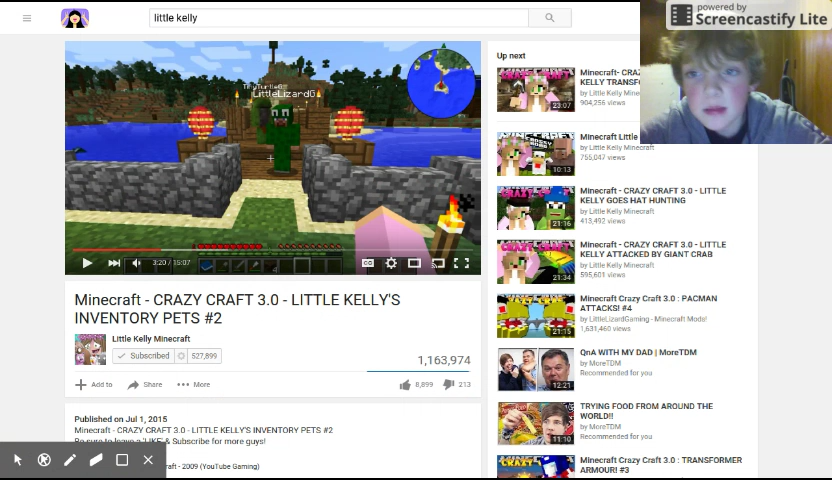 little kelly
powered by
Screencastify Lite
TinyTurtleG
LittleLizardG
3:20 / 15:07
CC
Minecraft - CRAZY CRAFT 3.0 - LITTLE KELLY'S
INVENTORY PETS #2
Little Kelly Minecraft
Subscribed 527,899
1,163,974
Add to Share More 8,899 213
Published on Jul 1, 2015
Minecraft - CRAZY CRAFT 3.0 - LITTLE KELLY'S INVENTORY PETS #2
Be sure to leave a 'LIKE' & Subscribe for more guys!
craft - 2009 (YouTube Gaming)
Up next
Minecraft - CRAZ
KELLY TRANSFO
by Little Kelly Mine
904,256 views
23:07
Minecraft Little
by Little Kelly Minecraft
755,047 views
10:13
Minecraft - CRAZY CRAFT 3.0 - LITTLE
KELLY GOES HAT HUNTING
by Little Kelly Minecraft
413,492 views
21:16
Minecraft - CRAZY CRAFT 3.0 - LITTLE
KELLY ATTACKED BY GIANT CRAB
by Little Kelly Minecraft
595,601 views
21:34
Minecraft Crazy Craft 3.0 : PACMAN
ATTACKS! #4
by LittleLizardGaming - Minecraft Mods!
1,631,460 views
21:15
QnA WITH MY DAD | MoreTDM
by MoreTDM
Recommended for you
12:21
TRYING FOOD FROM AROUND THE
WORLD!!
by MoreTDM
Recommended for you
11:10
Minecraft Crazy Craft 3.0 : TRANSFORMER
ARMOUR! #3